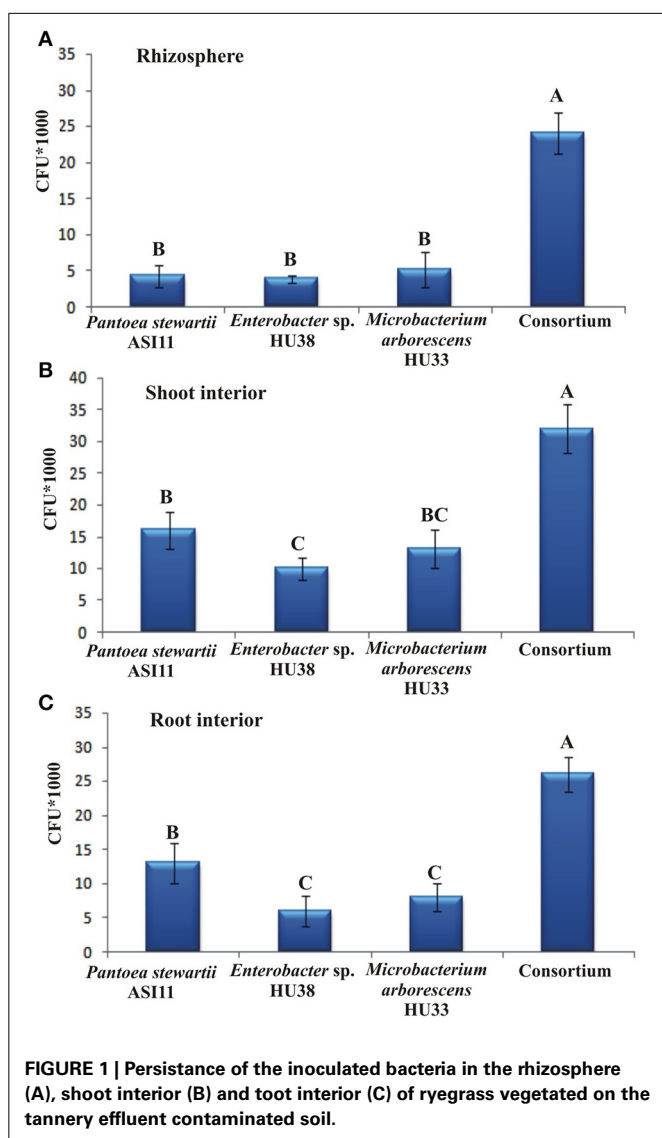 A
Rhizosphere
CFU*1000
35
30
25
20
15
10
5
0
B
B
B
A
Pantoea stewartii
ASI11
Enterobacter sp.
HU38
Microbacterium
arborescens
HU33
Consortium
B
Shoot interior
CFU*1000
40
35
30
25
20
15
10
5
0
B
C
BC
A
Pantoea stewartii
ASI11
Enterobacter sp.
HU38
Microbacterium
arborescens
HU33
Consortium
C
Root interior
CFU*1000
35
30
25
20
15
10
5
0
B
C
C
A
Pantoea stewartii
ASI11
Enterobacter sp.
HU38
Microbacterium
arborescens
HU33
Consortium
FIGURE 1 | Persistance of the inoculated bacteria in the rhizosphere
(A), shoot interior (B) and toot interior (C) of ryegrass vegetated on the
tannery effluent contaminated soil.